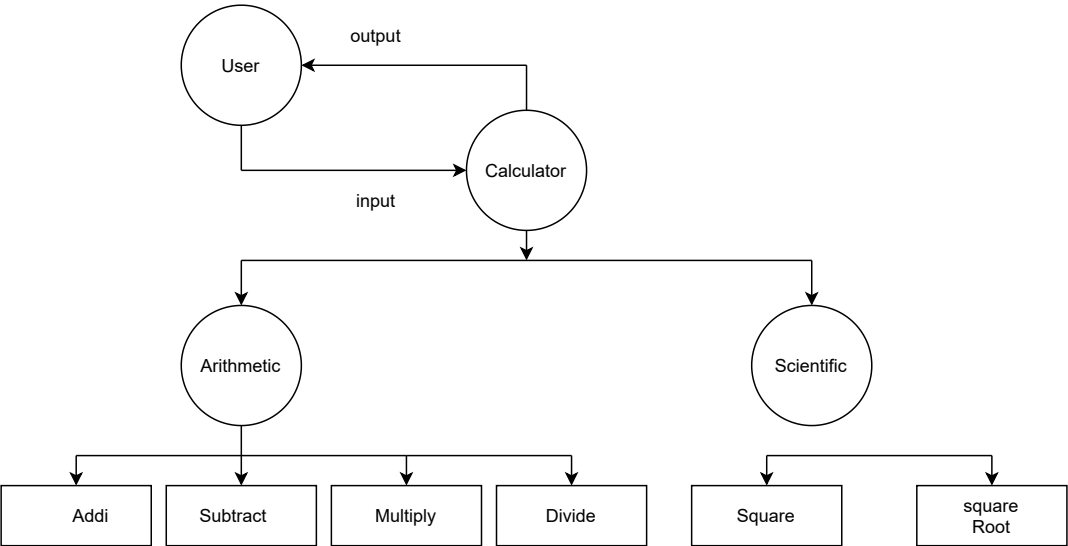 output
User
Calculator
input
Arithmetic
Scientific
Addi
Subtract
Multiply
Divide
Square
square
Root